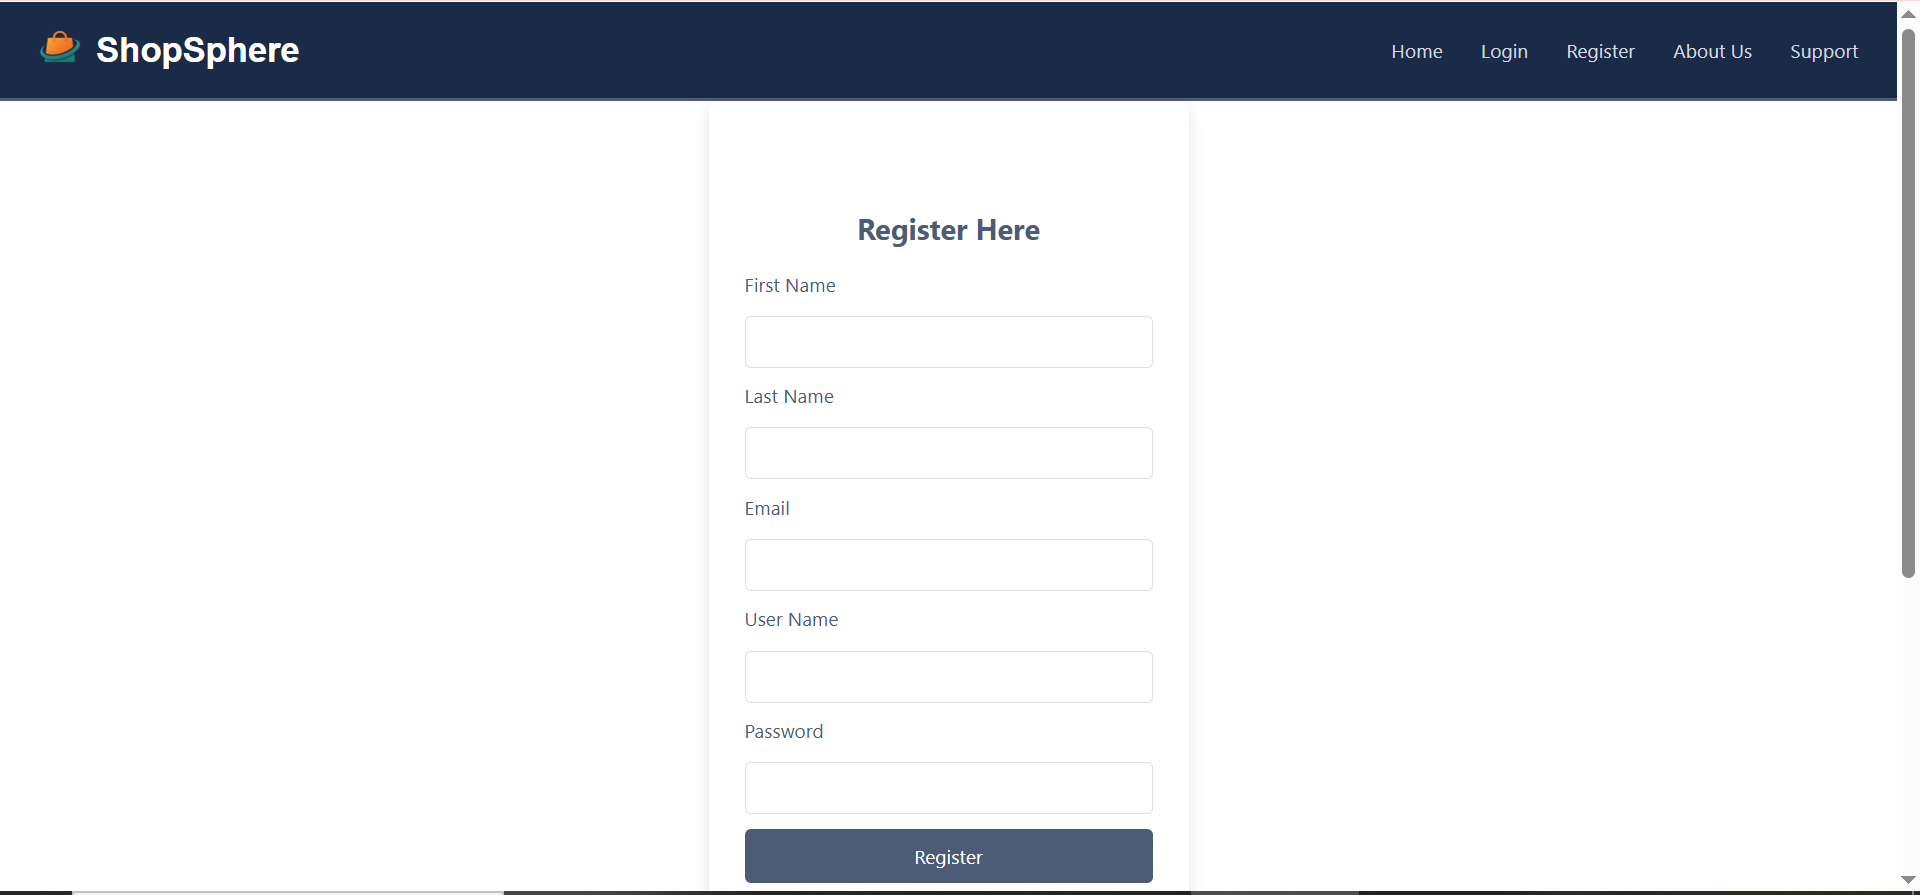 ShopSphere
Home Login Register About Us Support
Register Here
First Name
Last Name
Email
User Name
Password
Register